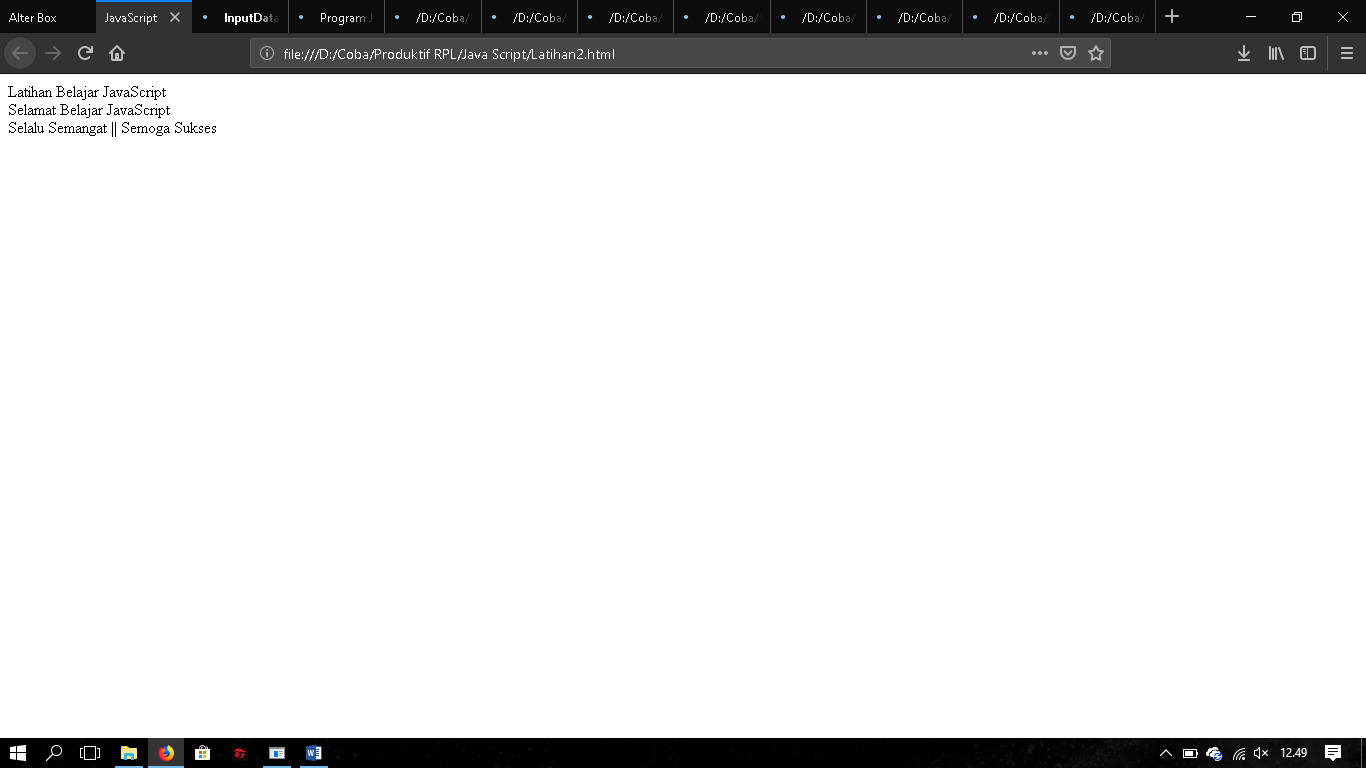 Alter Box
JavaScript
InputData
Program J
/D:/Coba/
/D:/Coba/
/D:/Coba/
/D:/Coba/
/D:/Coba/
/D:/Coba/
/D:/Coba/
/D:/Coba/
file:///D:/Coba/Produktif RPL/Java Script/Latihan2.html
Latihan Belajar JavaScript
Selamat Belajar JavaScript
Selalu Semangat || Semoga Sukses
12.49